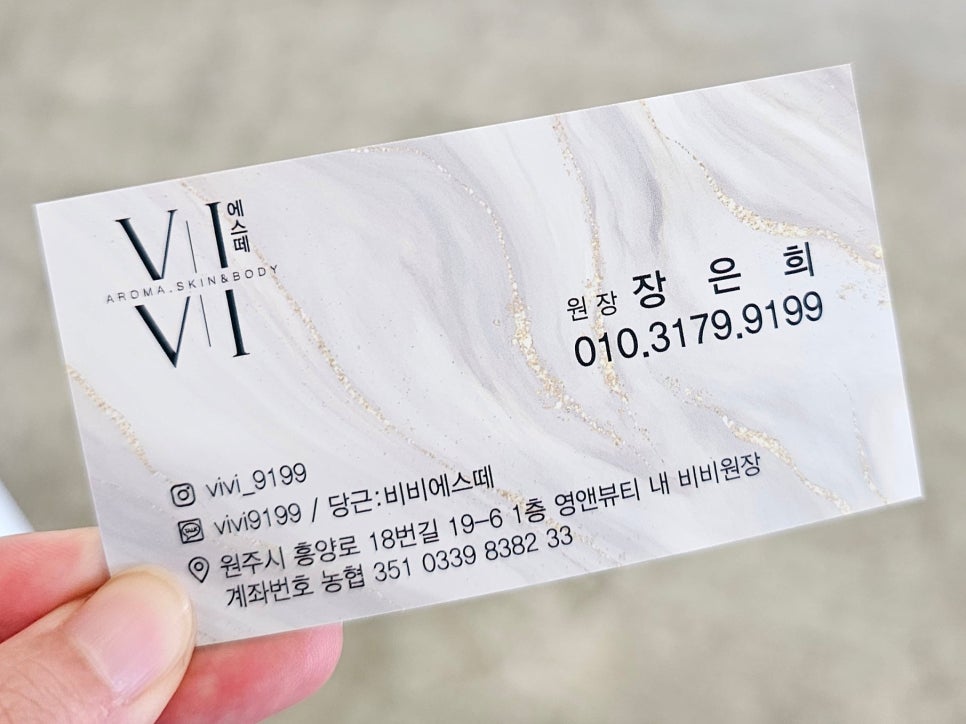 VI
에스떼
AROMA.SKIN&BODY
VI
원장 장 은 희
010.3179.9199
vivi_9199
TALK vivi9199 / 당근:비비에스떼
원주시 흥양로 18번길 19-6 1층 영앤뷰티 내 비비원장
계좌번호 농협 351 0339 8382 33